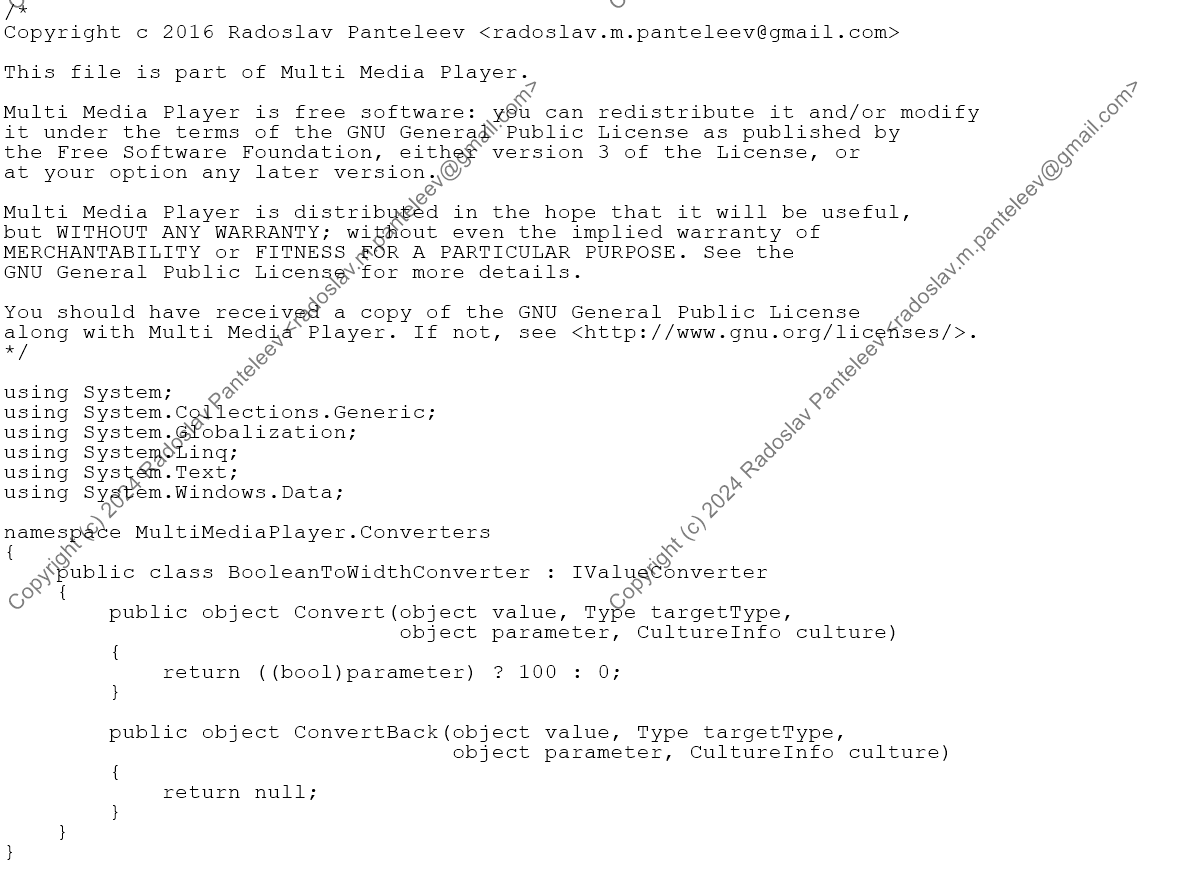 /*
Copyright c 2016 Radoslav Panteleev <radoslav.m.panteleev@gmail.com>

This file is part of Multi Media Player.

Multi Media Player is free software: you can redistribute it and/or modify
it under the terms of the GNU General Public License as published by
the Free Software Foundation, either version 3 of the License, or
at your option any later version.

Multi Media Player is distributed in the hope that it will be useful,
but WITHOUT ANY WARRANTY; without even the implied warranty of
MERCHANTABILITY or FITNESS FOR A PARTICULAR PURPOSE. See the
GNU General Public License for more details.

You should have received a copy of the GNU General Public License
along with Multi Media Player. If not, see <http://www.gnu.org/licenses/>.
*/

using System;
using System.Collections.Generic;
using System.Globalization;
using System.Linq;
using System.Text;
using System.Windows.Data;

namespace MultiMediaPlayer.Converters
{
    public class BooleanToWidthConverter : IValueConverter
    {
        public object Convert(object value, Type targetType,
                              object parameter, CultureInfo culture)
        {
            return ((bool)parameter) ? 100 : 0;
        }

        public object ConvertBack(object value, Type targetType,
                                  object parameter, CultureInfo culture)
        {
            return null;
        }
    }
}
Copyright (c) 2024 Radoslav Panteleev <radoslav.m.panteleev@gmail.com>
Copyright (c) 2024 Radoslav Panteleev <radoslav.m.panteleev@gmail.com>